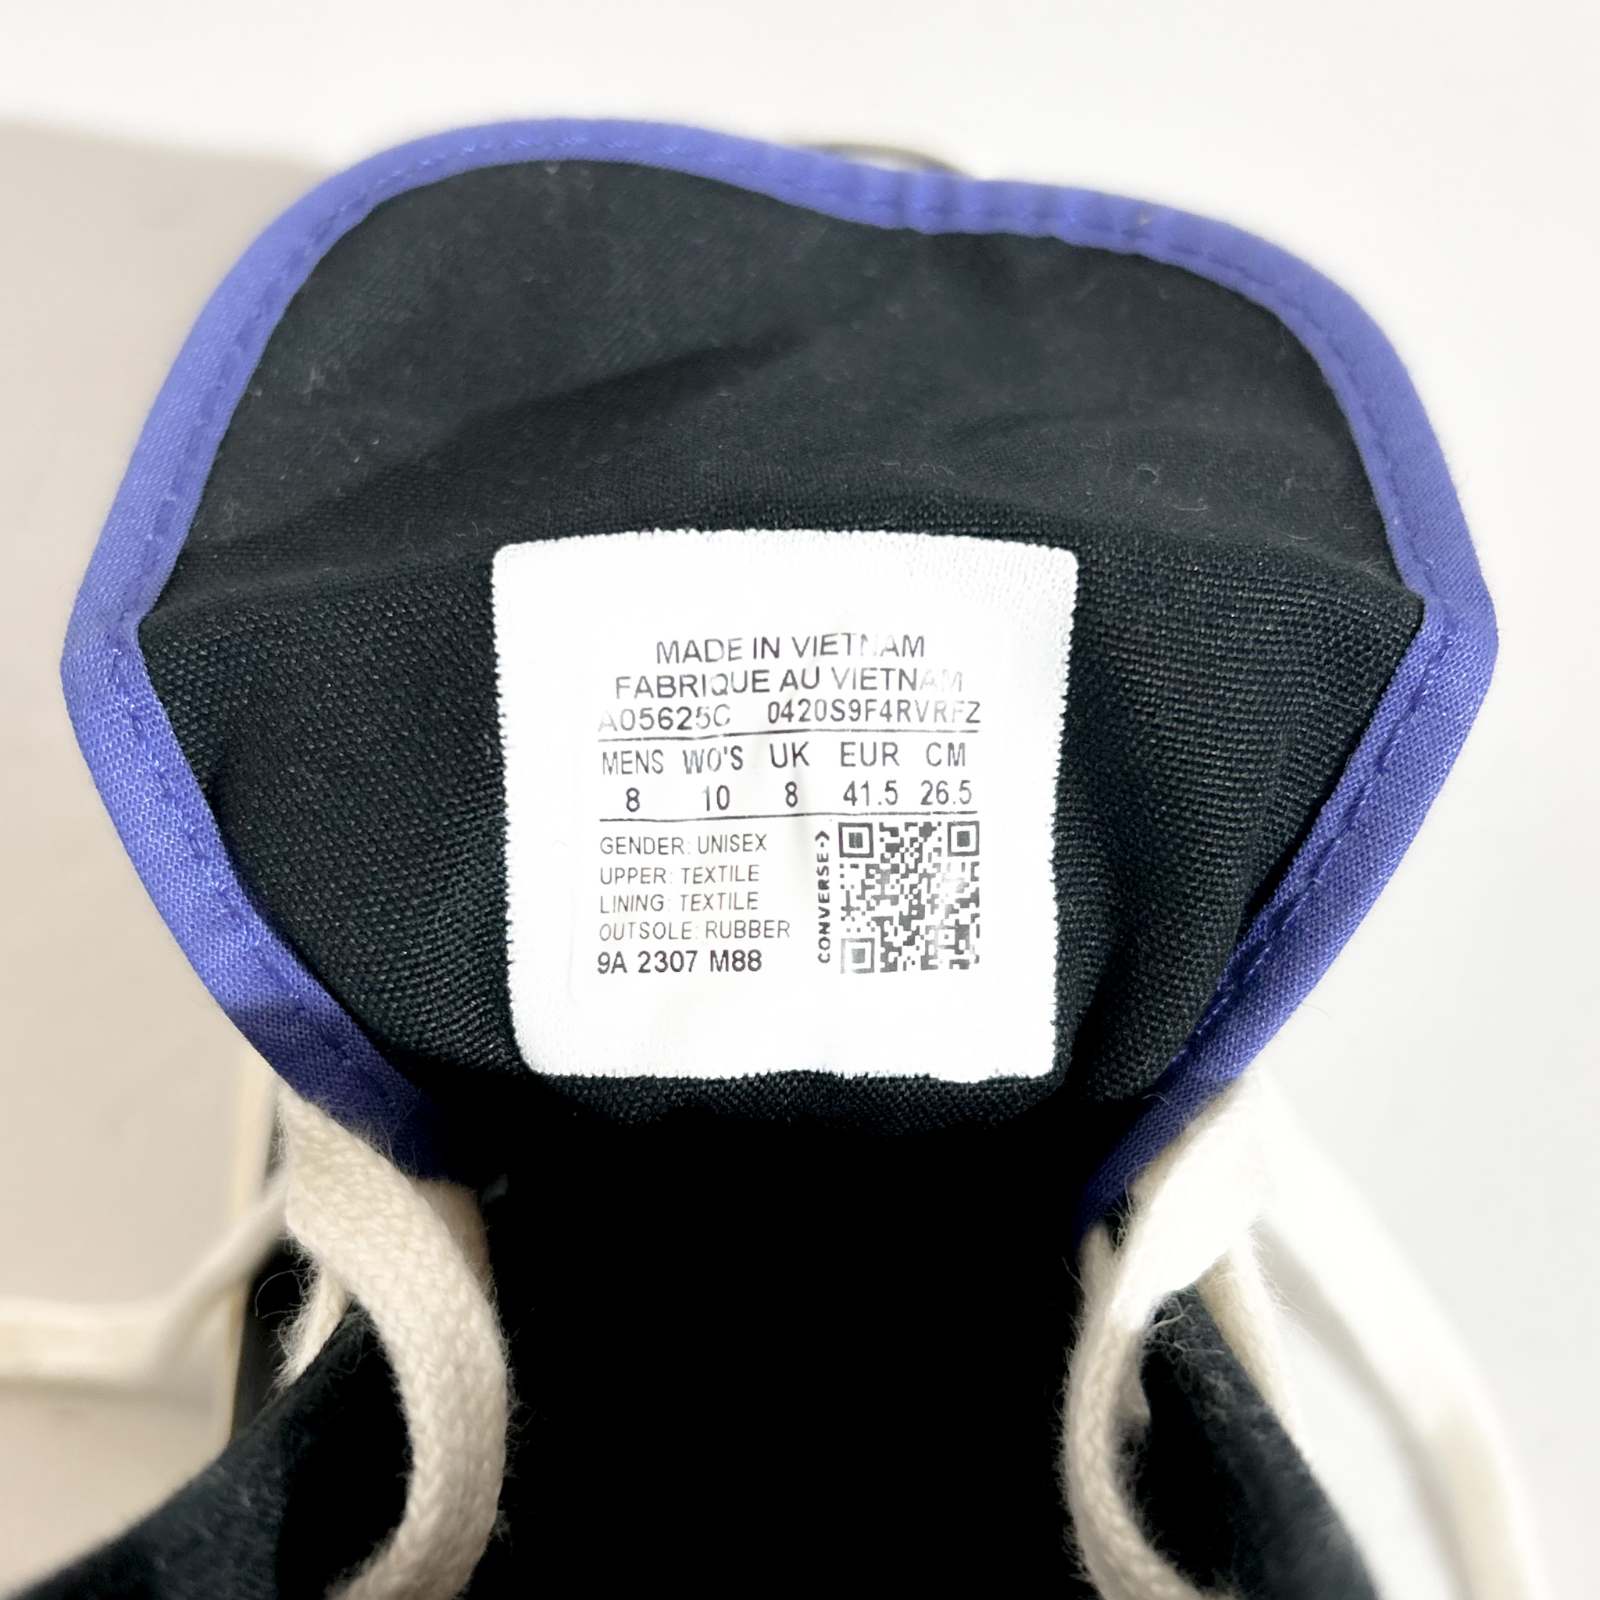 MADE IN VIETNAM
FABRIQUE AU VIETNAM
A05625C 0420S9F4RVRFZ
MENS WO'S UK EUR CM
8 10 8 41.5 26.5
GENDER: UNISEX
UPPER: TEXTILE
LINING: TEXTILE
OUTSOLE: RUBBER
9A 2307 M88
CONVERSE